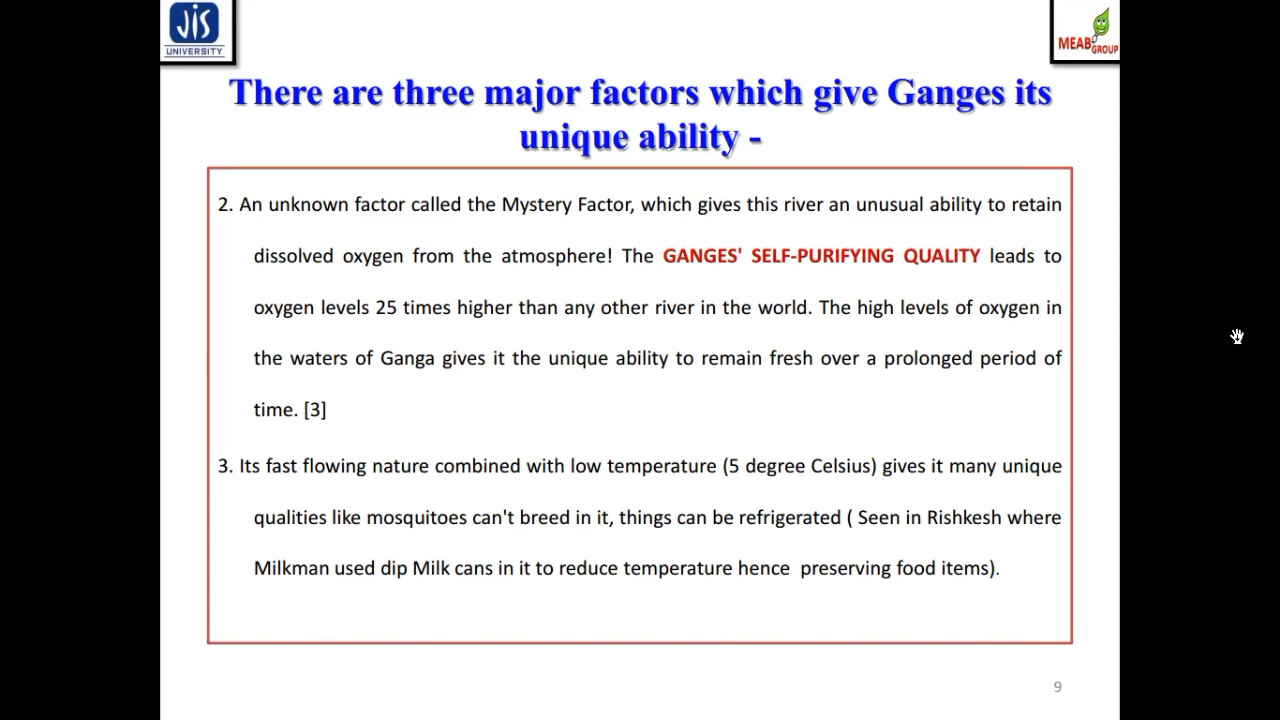 JIS
UNIVERSITY
MEAB
GROUP
There are three major factors which give Ganges its
unique ability -
2. An unknown factor called the Mystery Factor, which gives this river an unusual ability to retain
dissolved oxygen from the atmosphere! The GANGES' SELF-PURIFYING QUALITY leads to
oxygen levels 25 times higher than any other river in the world. The high levels of oxygen in
the waters of Ganga gives it the unique ability to remain fresh over a prolonged period of
time. [3]
3. Its fast flowing nature combined with low temperature (5 degree Celsius) gives it many unique
qualities like mosquitoes can't breed in it, things can be refrigerated ( Seen in Rishkesh where
Milkman used dip Milk cans in it to reduce temperature hence preserving food items).
9